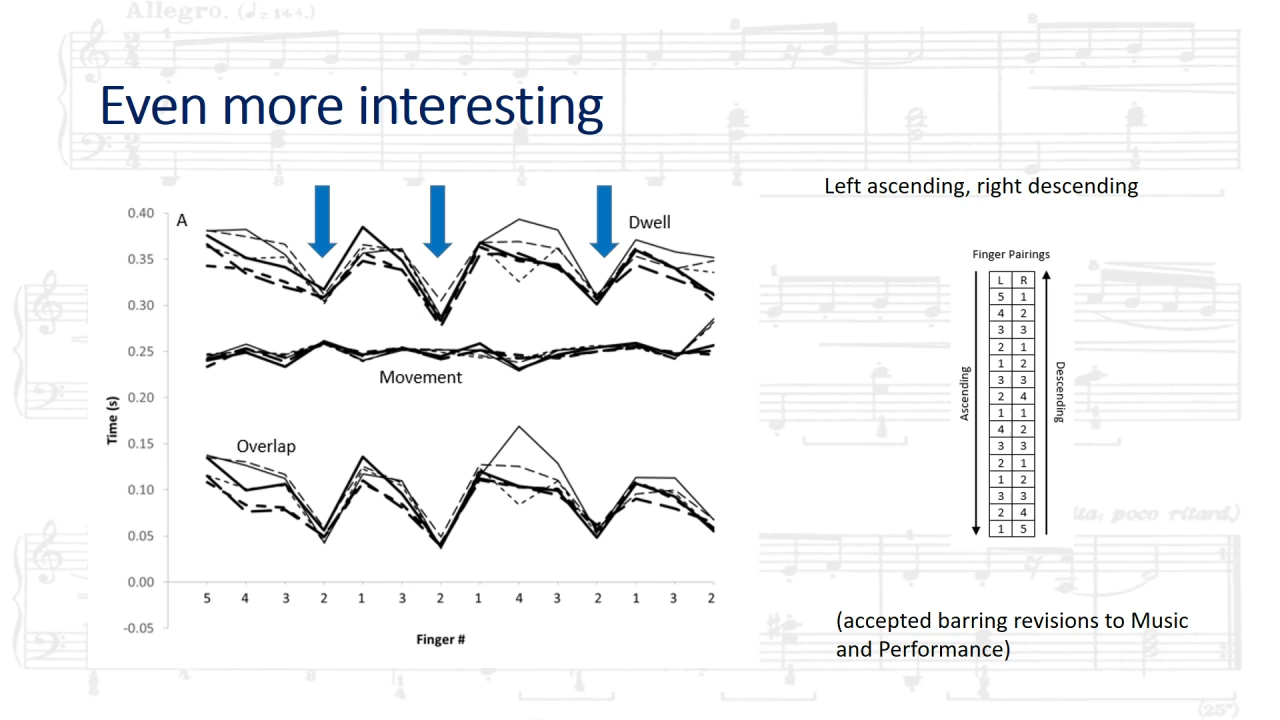 Allegro. (♩=144.)
Even more interesting
Left ascending, right descending
A
Dwell
Movement
Overlap
0.40
0.35
0.30
0.25
0.20
0.15
0.10
0.05
0.00
-0.05
Time (s)
5 4 3 2 1 3 2 1 4 3 2 1 3 2
Finger #
Finger Pairings
L R
5 1
4 2
3 3
2 1
1 2
3 3
2 4
1 1
4 2
3 3
2 1
1 2
3 3
2 4
1 5
Ascending
Descending
poco ritard.)
(accepted barring revisions to Music
and Performance)
(25")